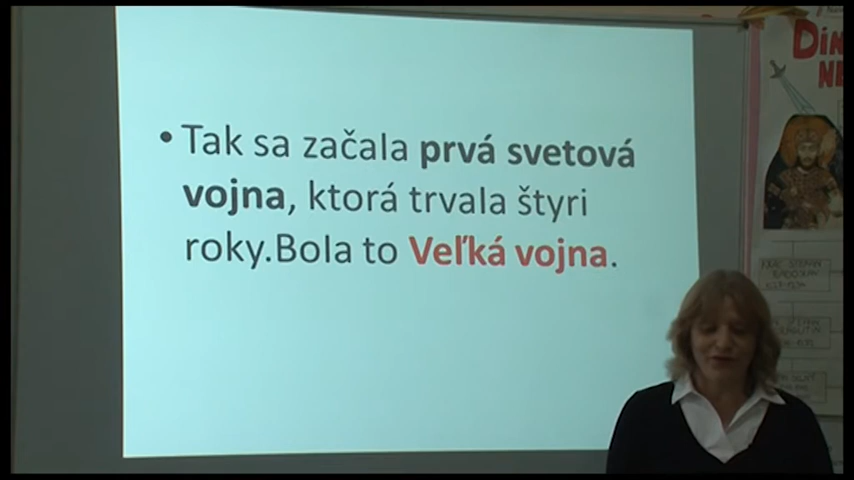 • Tak sa začala prvá svetová
vojna, ktorá trvala štyri
roky.Bola to Veľká vojna.